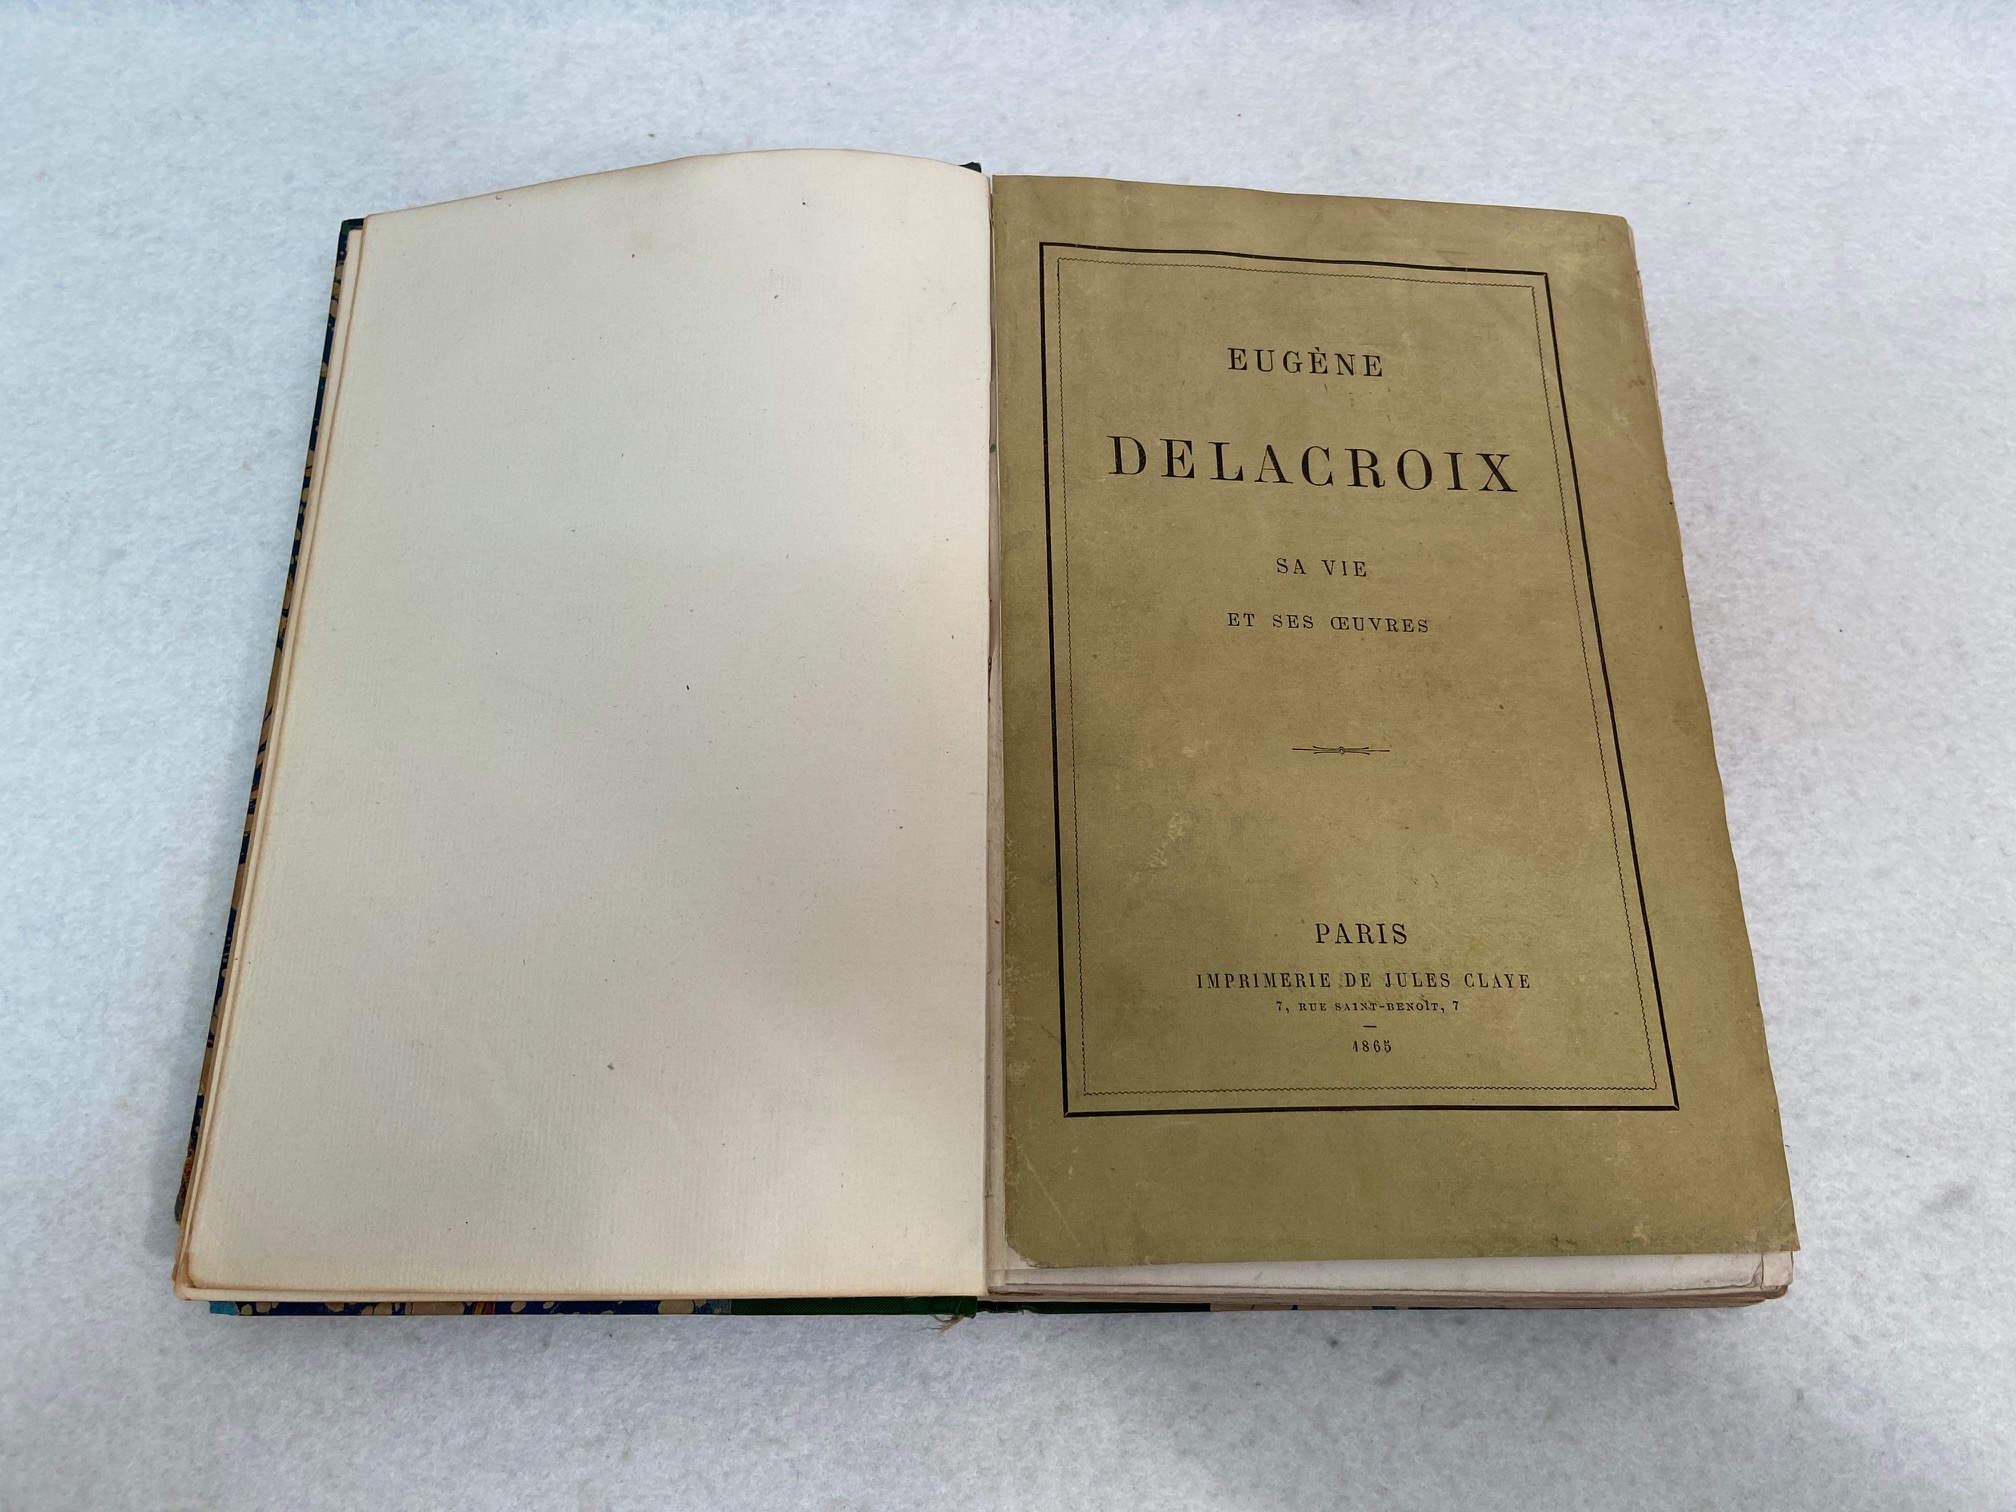 EUGÈNE
DELACROIX
SA VIE
ET SES ŒUVRES
PARIS
IMPRIMERIE DE JULES CLAYE
7, RUE SAINT-BENOÎT, 7
1865